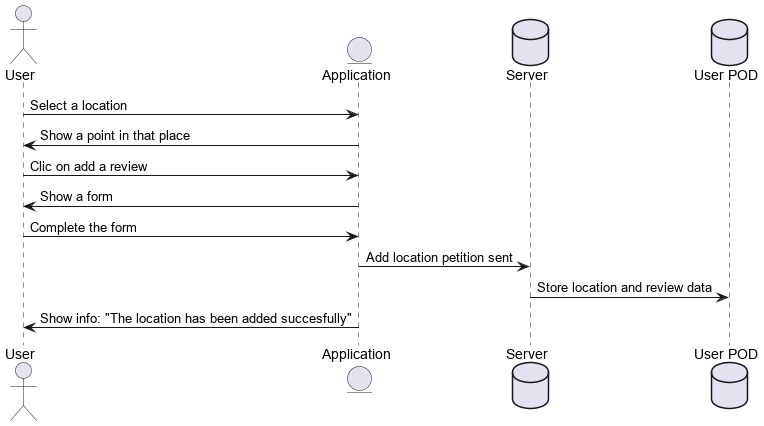 User
Application
Server
User POD
Select a location
Show a point in that place
Clic on add a review
Show a form
Complete the form
Add location petition sent
Store location and review data
Show info: "The location has been added succesfully"
User
Application
Server
User POD